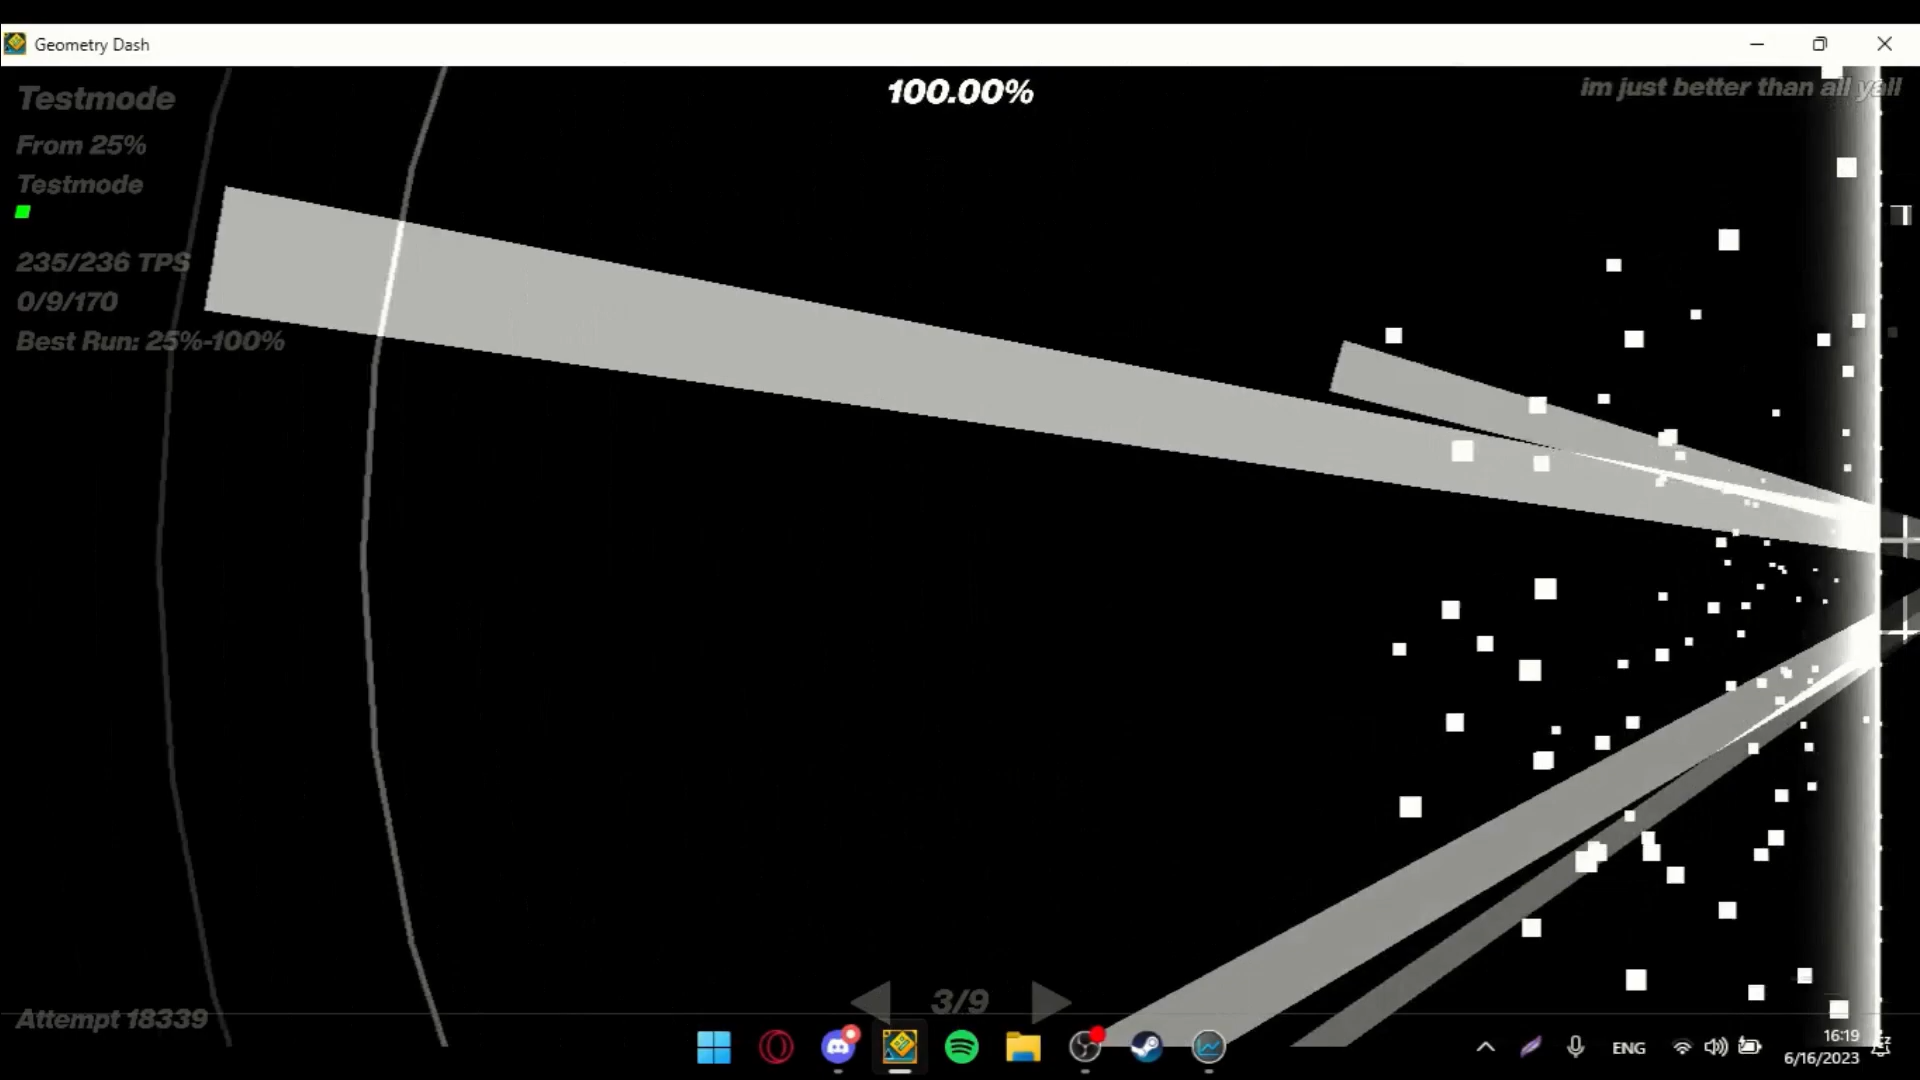 Geometry Dash
Testmode
100.00%
im just better than all yall
From 25%
Testmode
235/236 TPS
0/9/170
Best Run: 25%-100%
3/9
Attempt 18339
ENG
16:19
6/16/2023